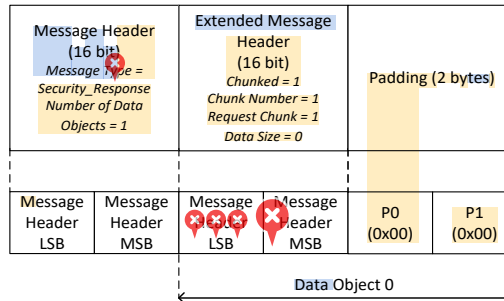 Message Header
(16 bit)
Message Type =
Security_Response
Number of Data
Objects = 1
Extended Message
Header
(16 bit)
Chunked = 1
Chunk Number = 1
Request Chunk = 1
Data Size = 0
Padding (2 bytes)
Message
Header
LSB
Message
Header
MSB
Message
Header
LSB
Message
Header
MSB
P0
(0x00)
P1
(0x00)
Data Object 0